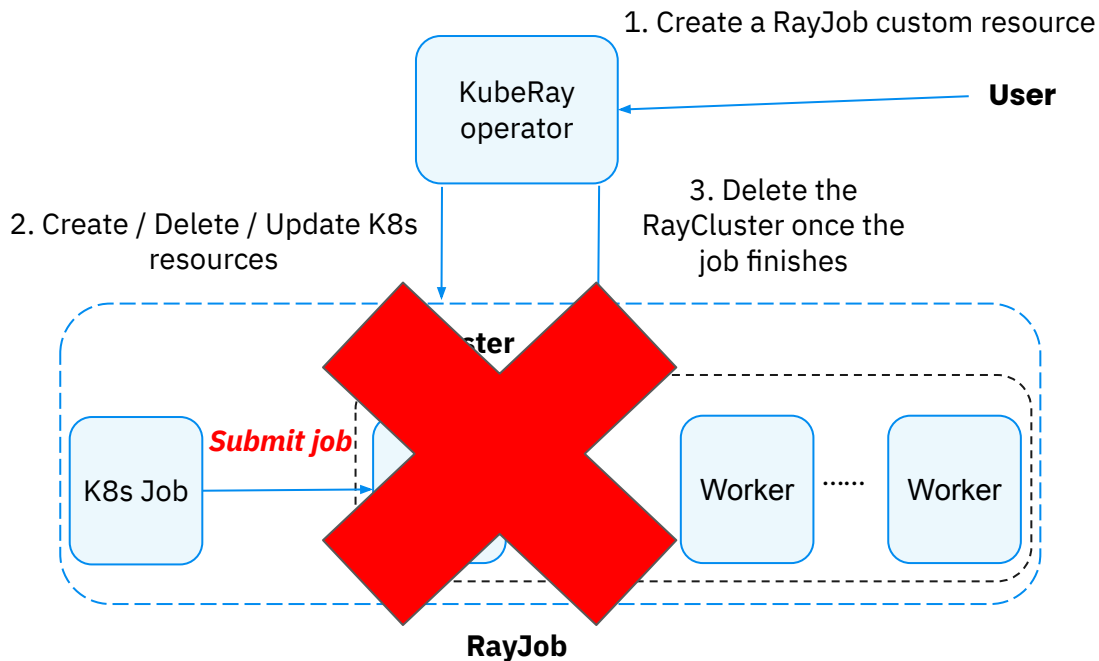 1. Create a RayJob custom resource
KubeRay
operator
User
2. Create / Delete / Update K8s
resources
3. Delete the
RayCluster once the
job finishes
Submit job
K8s Job
Worker
......
Worker
RayJob